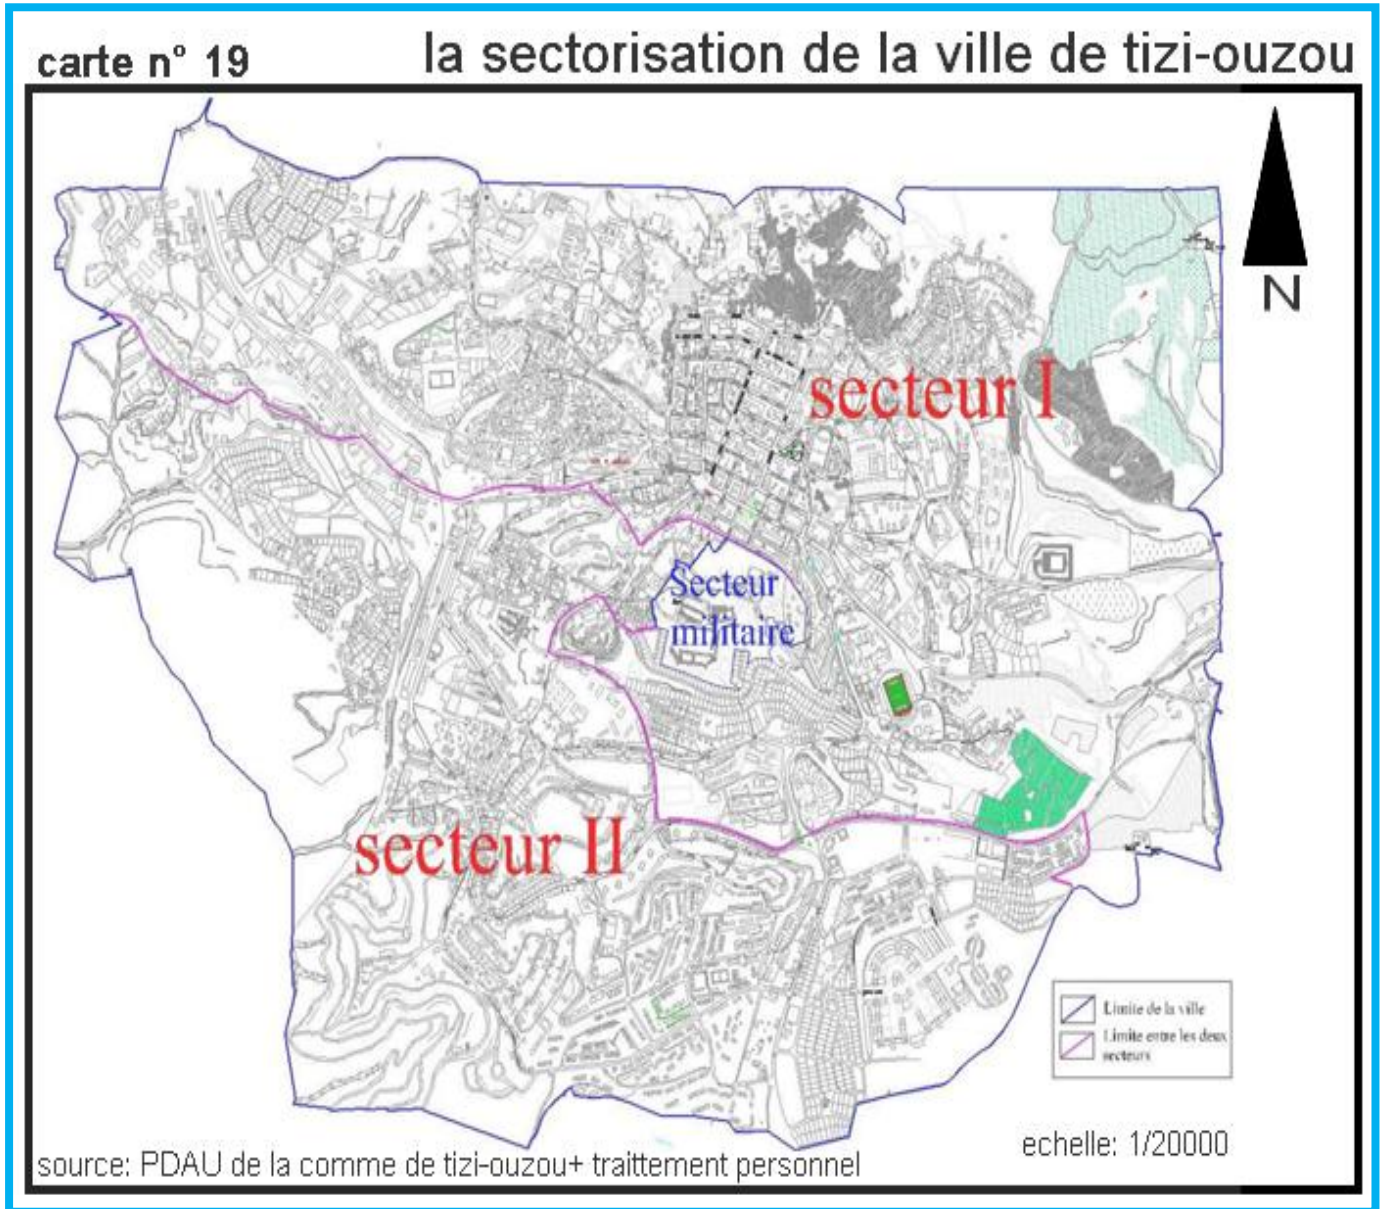 carte n° 19
la sectorisation de la ville de tizi-ouzou
N
secteur I
Secteur
militaire
secteur II
Limite de la ville
Limite entre les deux
secteurs
echelle: 1/20000
source: PDAU de la comme de tizi-ouzou+ traittement personnel